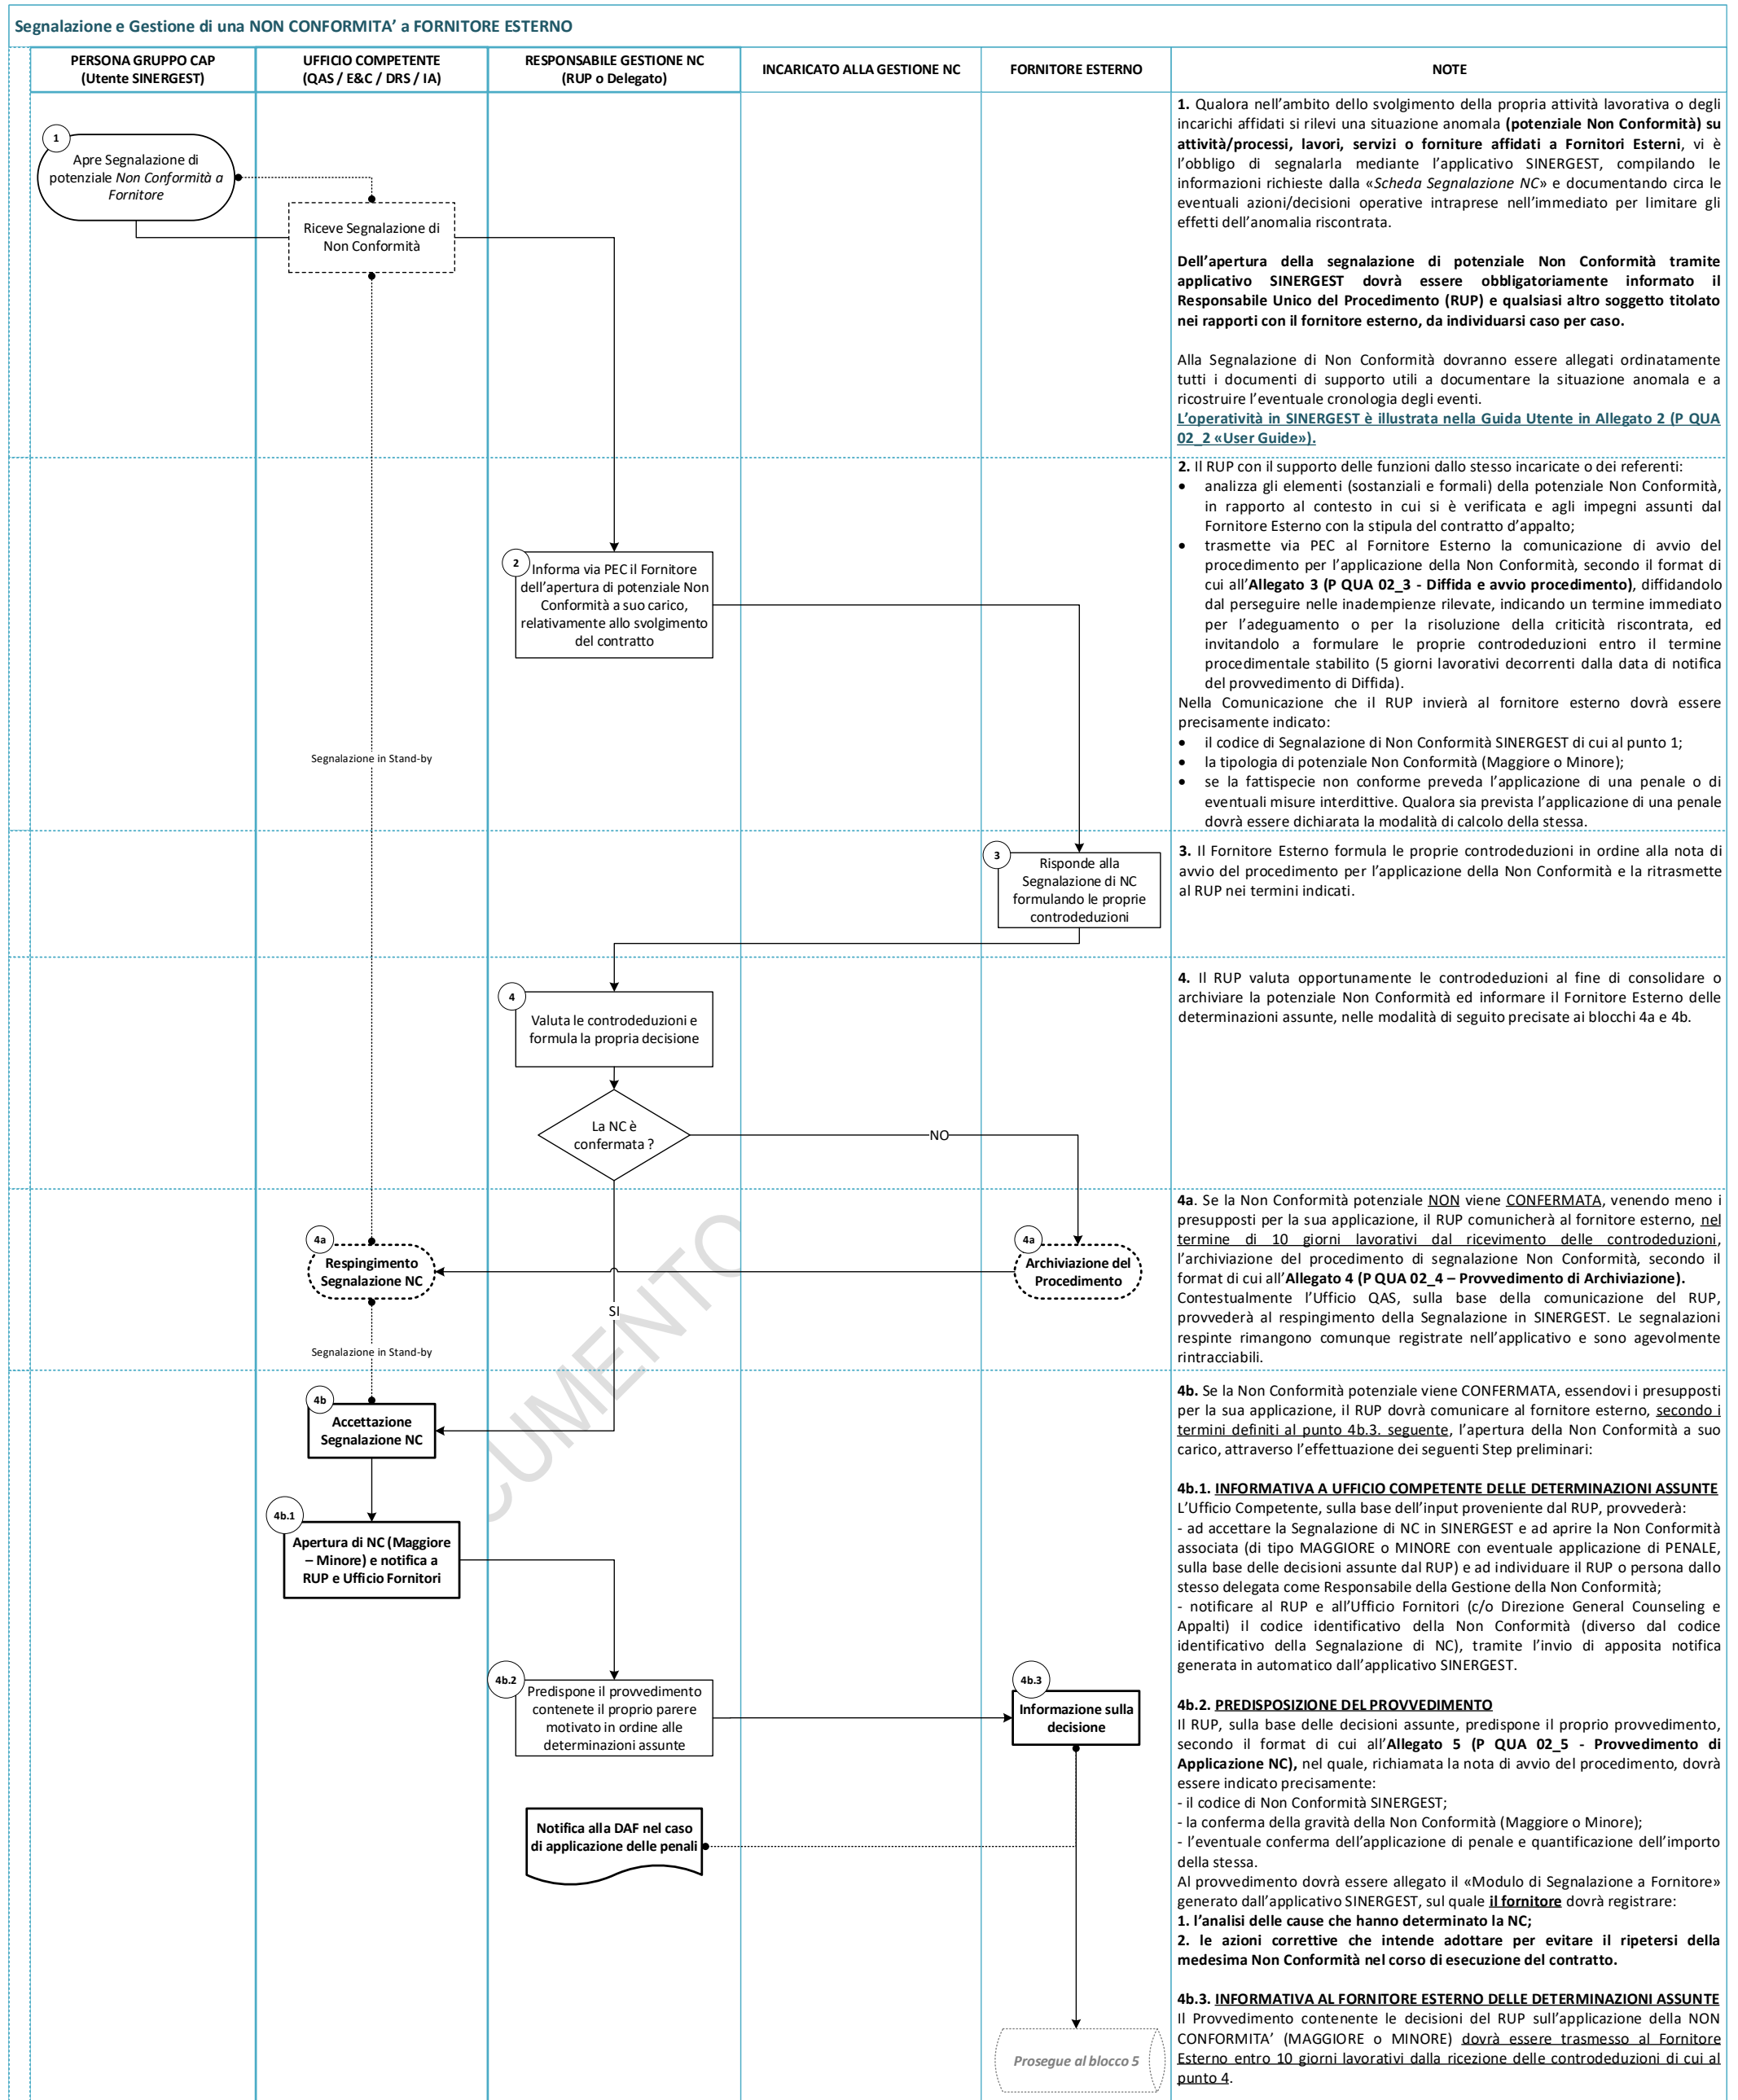 Segnalazione e Gestione di una NON CONFORMITA’ a FORNITORE ESTERNO
PERSONA GRUPPO CAP
(Utente SINERGEST)
UFFICIO COMPETENTE
(QAS / E&C / DRS / IA)
RESPONSABILE GESTIONE NC
(RUP o Delegato)
INCARICATO ALLA GESTIONE NC
FORNITORE ESTERNO
NOTE
1
Apre Segnalazione di
potenziale Non Conformità a
Fornitore
Riceve Segnalazione di
Non Conformità
1. Qualora nell’ambito dello svolgimento della propria attività lavorativa o degli
incarichi affidati si rilevi una situazione anomala (potenziale Non Conformità) su
attività/processi, lavori, servizi o forniture affidati a Fornitori Esterni, vi è
l’obbligo di segnalarla mediante l’applicativo SINERGEST, compilando le
informazioni richieste dalla «Scheda Segnalazione NC» e documentando circa le
eventuali azioni/decisioni operative intraprese nell’immediato per limitare gli
effetti dell’anomalia riscontrata.
Dell’apertura della segnalazione di potenziale Non Conformità tramite
applicativo SINERGEST dovrà essere obbligatoriamente informato il
Responsabile Unico del Procedimento (RUP) e qualsiasi altro soggetto titolato
nei rapporti con il fornitore esterno, da individuarsi caso per caso.
Alla Segnalazione di Non Conformità dovranno essere allegati ordinatamente
tutti i documenti di supporto utili a documentare la situazione anomala e a
ricostruire l’eventuale cronologia degli eventi.
L’operatività in SINERGEST è illustrata nella Guida Utente in Allegato 2 (P QUA
02_2 «User Guide»).
2
Informa via PEC il Fornitore
dell’apertura di potenziale Non
Conformità a suo carico,
relativamente allo svolgimento
del contratto
Segnalazione in Stand-by
2. Il RUP con il supporto delle funzioni dallo stesso incaricate o dei referenti:
• analizza gli elementi (sostanziali e formali) della potenziale Non Conformità,
in rapporto al contesto in cui si è verificata e agli impegni assunti dal
Fornitore Esterno con la stipula del contratto d’appalto;
• trasmette via PEC al Fornitore Esterno la comunicazione di avvio del
procedimento per l’applicazione della Non Conformità, secondo il format di
cui all’Allegato 3 (P QUA 02_3 - Diffida e avvio procedimento), diffidandolo
dal perseguire nelle inadempienze rilevate, indicando un termine immediato
per l’adeguamento o per la risoluzione della criticità riscontrata, ed
invitandolo a formulare le proprie controdeduzioni entro il termine
procedimentale stabilito (5 giorni lavorativi decorrenti dalla data di notifica
del provvedimento di Diffida).
Nella Comunicazione che il RUP invierà al fornitore esterno dovrà essere
precisamente indicato:
• il codice di Segnalazione di Non Conformità SINERGEST di cui al punto 1;
• la tipologia di potenziale Non Conformità (Maggiore o Minore);
• se la fattispecie non conforme preveda l’applicazione di una penale o di
eventuali misure interdittive. Qualora sia prevista l’applicazione di una penale
dovrà essere dichiarata la modalità di calcolo della stessa.
3
Risponde alla
Segnalazione di NC
formulando le proprie
controdeduzioni
3. Il Fornitore Esterno formula le proprie controdeduzioni in ordine alla nota di
avvio del procedimento per l’applicazione della Non Conformità e la ritrasmette
al RUP nei termini indicati.
4
Valuta le controdeduzioni e
formula la propria decisione
La NC è
confermata ?
NO
4. Il RUP valuta opportunamente le controdeduzioni al fine di consolidare o
archiviare la potenziale Non Conformità ed informare il Fornitore Esterno delle
determinazioni assunte, nelle modalità di seguito precisate ai blocchi 4a e 4b.
4a
Respingimento
Segnalazione NC
SI
4a
Archiviazione del
Procedimento
Segnalazione in Stand-by
4a. Se la Non Conformità potenziale NON viene CONFERMATA, venendo meno i
presupposti per la sua applicazione, il RUP comunicherà al fornitore esterno, nel
termine di 10 giorni lavorativi dal ricevimento delle controdeduzioni,
l’archiviazione del procedimento di segnalazione Non Conformità, secondo il
format di cui all’Allegato 4 (P QUA 02_4 – Provvedimento di Archiviazione).
Contestualmente l’Ufficio QAS, sulla base della comunicazione del RUP,
provvederà al respingimento della Segnalazione in SINERGEST. Le segnalazioni
respinte rimangono comunque registrate nell’applicativo e sono agevolmente
rintracciabili.
CUMENTO
4b
Accettazione
Segnalazione NC
4b.1
Apertura di NC (Maggiore
– Minore) e notifica a
RUP e Ufficio Fornitori
4b.2
Predispone il provvedimento
contenete il proprio parere
motivato in ordine alle
determinazioni assunte
4b.3
Informazione sulla
decisione
Notifica alla DAF nel caso
di applicazione delle penali
Prosegue al blocco 5
4b. Se la Non Conformità potenziale viene CONFERMATA, essendovi i presupposti
per la sua applicazione, il RUP dovrà comunicare al fornitore esterno, secondo i
termini definiti al punto 4b.3. seguente, l’apertura della Non Conformità a suo
carico, attraverso l’effettuazione dei seguenti Step preliminari:
4b.1. INFORMATIVA A UFFICIO COMPETENTE DELLE DETERMINAZIONI ASSUNTE
L’Ufficio Competente, sulla base dell’input proveniente dal RUP, provvederà:
- ad accettare la Segnalazione di NC in SINERGEST e ad aprire la Non Conformità
associata (di tipo MAGGIORE o MINORE con eventuale applicazione di PENALE,
sulla base delle decisioni assunte dal RUP) e ad individuare il RUP o persona dallo
stesso delegata come Responsabile della Gestione della Non Conformità;
- notificare al RUP e all’Ufficio Fornitori (c/o Direzione General Counseling e
Appalti) il codice identificativo della Non Conformità (diverso dal codice
identificativo della Segnalazione di NC), tramite l’invio di apposita notifica
generata in automatico dall’applicativo SINERGEST.
4b.2. PREDISPOSIZIONE DEL PROVVEDIMENTO
Il RUP, sulla base delle decisioni assunte, predispone il proprio provvedimento,
secondo il format di cui all’Allegato 5 (P QUA 02_5 - Provvedimento di
Applicazione NC), nel quale, richiamata la nota di avvio del procedimento, dovrà
essere indicato precisamente:
- il codice di Non Conformità SINERGEST;
- la conferma della gravità della Non Conformità (Maggiore o Minore);
- l’eventuale conferma dell’applicazione di penale e quantificazione dell’importo
della stessa.
Al provvedimento dovrà essere allegato il «Modulo di Segnalazione a Fornitore»
generato dall’applicativo SINERGEST, sul quale il fornitore dovrà registrare:
1. l’analisi delle cause che hanno determinato la NC;
2. le azioni correttive che intende adottare per evitare il ripetersi della
medesima Non Conformità nel corso di esecuzione del contratto.
4b.3. INFORMATIVA AL FORNITORE ESTERNO DELLE DETERMINAZIONI ASSUNTE
Il Provvedimento contenente le decisioni del RUP sull’applicazione della NON
CONFORMITA’ (MAGGIORE o MINORE) dovrà essere trasmesso al Fornitore
Esterno entro 10 giorni lavorativi dalla ricezione delle controdeduzioni di cui al
punto 4.